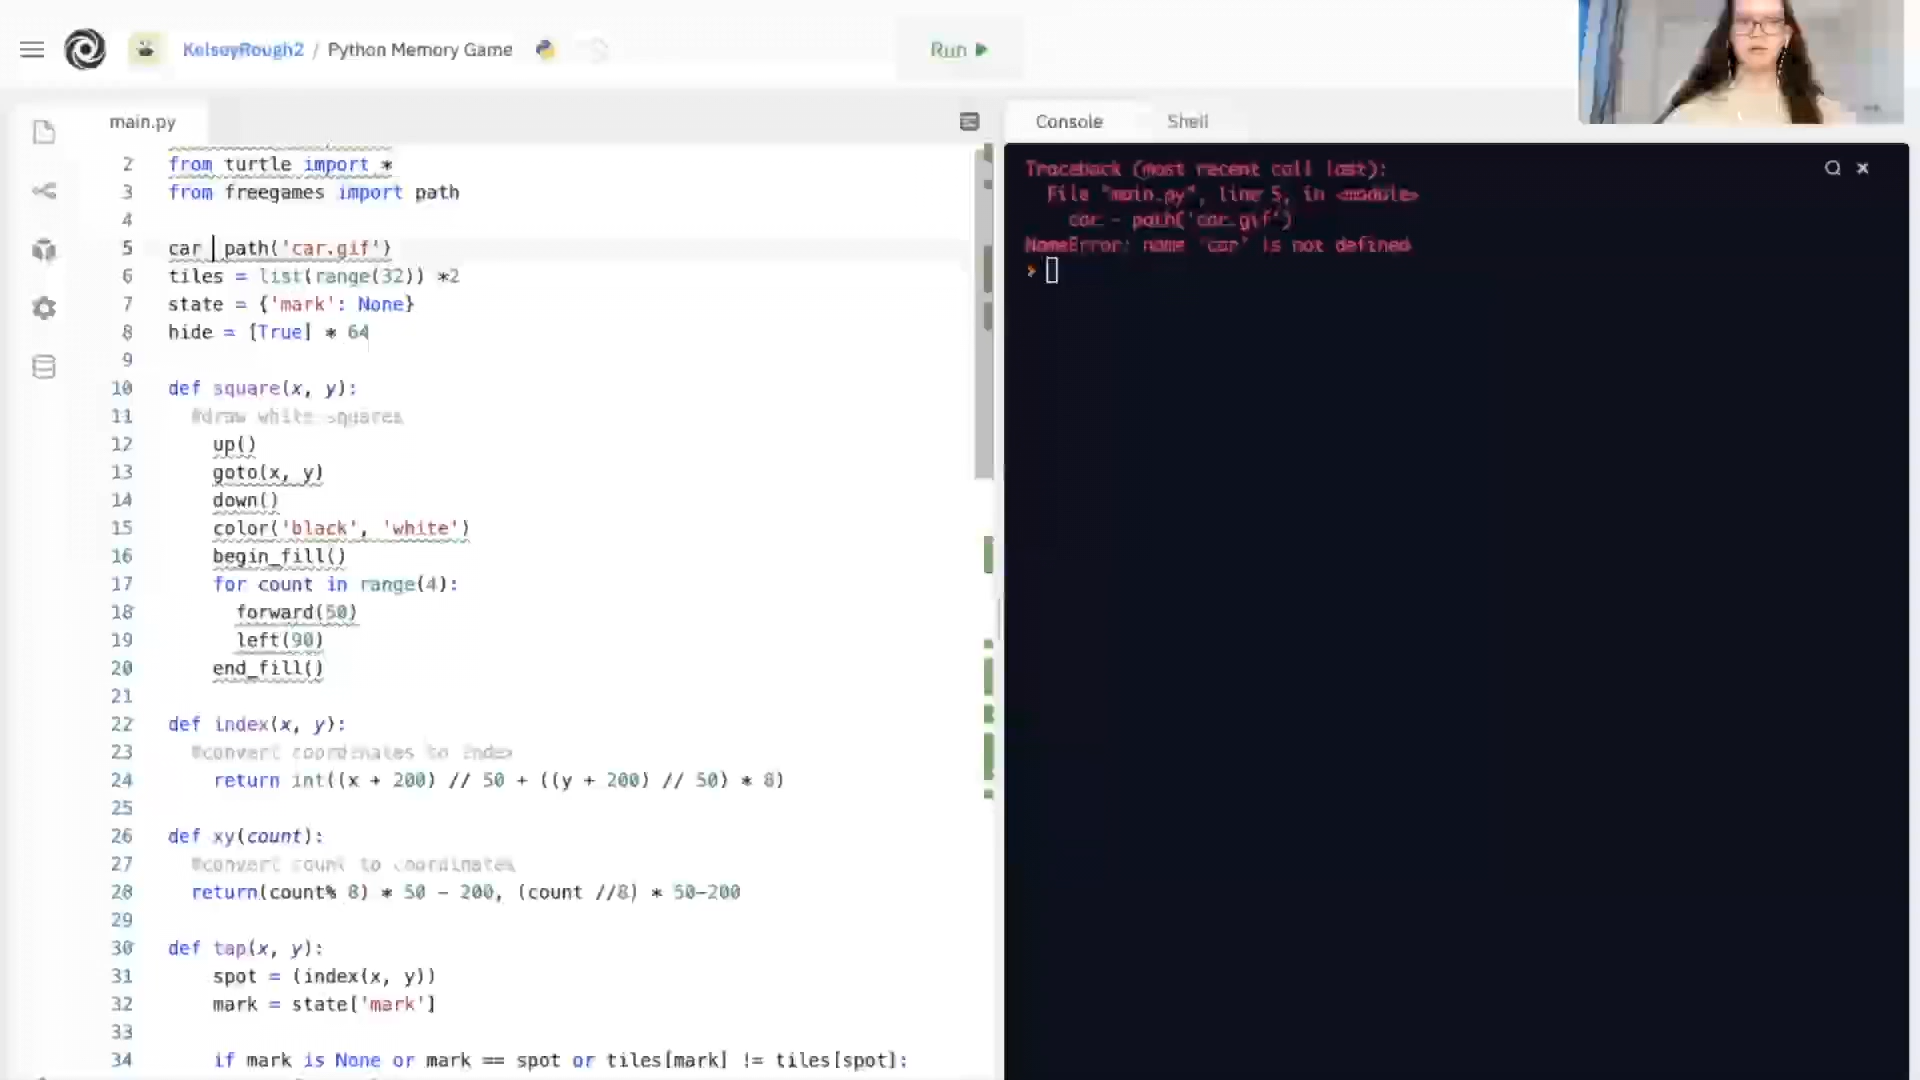 KelseyRough2 / Python Memory Game
Run
main.py
2 from turtle import *
3 from freegames import path
4
5 car path('car.gif')
6 tiles = list(range(32)) *2
7 state = {'mark': None}
8 hide = [True] * 64
9
10 def square(x, y):
11 #draw white squares
12 up()
13 goto(x, y)
14 down()
15 color('black', 'white')
16 begin_fill()
17 for count in range(4):
18 forward(50)
19 left(90)
20 end_fill()
21
22 def index(x, y):
23 #convert coordinates to index
24 return int((x + 200) // 50 + ((y + 200) // 50) * 8)
25
26 def xy(count):
27 #convert count to coordinates
28 return(count% 8) * 50 - 200, (count //8) * 50-200
29
30 def tap(x, y):
31 spot = (index(x, y))
32 mark = state['mark']
33
34 if mark is None or mark == spot or tiles[mark] != tiles[spot]:
Console
Shell
Traceback (most recent call last):
File "main.py", line 5, in <module>
car - path('car.gif')
NameError: name 'car' is not defined